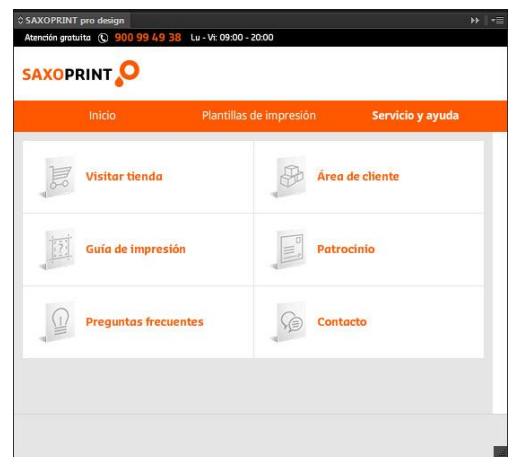 SAXOPRINT pro design
Atención gratuita 900 99 49 38 Lu - Vi: 09:00 - 20:00
SAXOPRINT
Inicio Plantillas de impresión Servicio y ayuda
Visitar tienda Área de cliente
Guía de impresión Patrocinio
Preguntas frecuentes Contacto